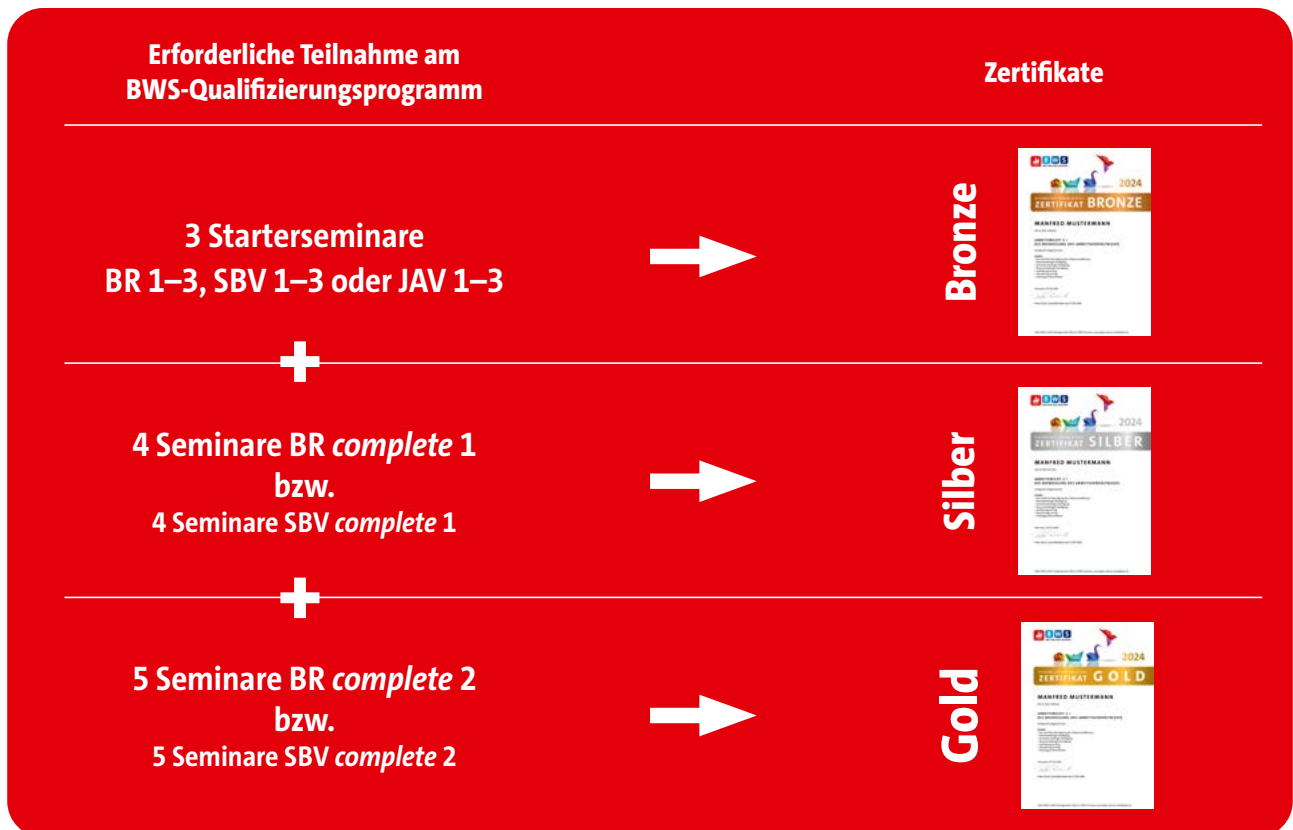 Erforderliche Teilnahme am
BWS-Qualifizierungsprogramm
Zertifikate
3 Starterseminare
BR 1–3, SBV 1–3 oder JAV 1–3
Bronze
BWS
2024
ZERTIFIKAT BRONZE
MANFRED MUSTERMANN
4 Seminare BR complete 1
bzw.
4 Seminare SBV complete 1
Silber
BWS
2024
ZERTIFIKAT SILBER
MANFRED MUSTERMANN
5 Seminare BR complete 2
bzw.
5 Seminare SBV complete 2
Gold
BWS
2024
ZERTIFIKAT GOLD
MANFRED MUSTERMANN